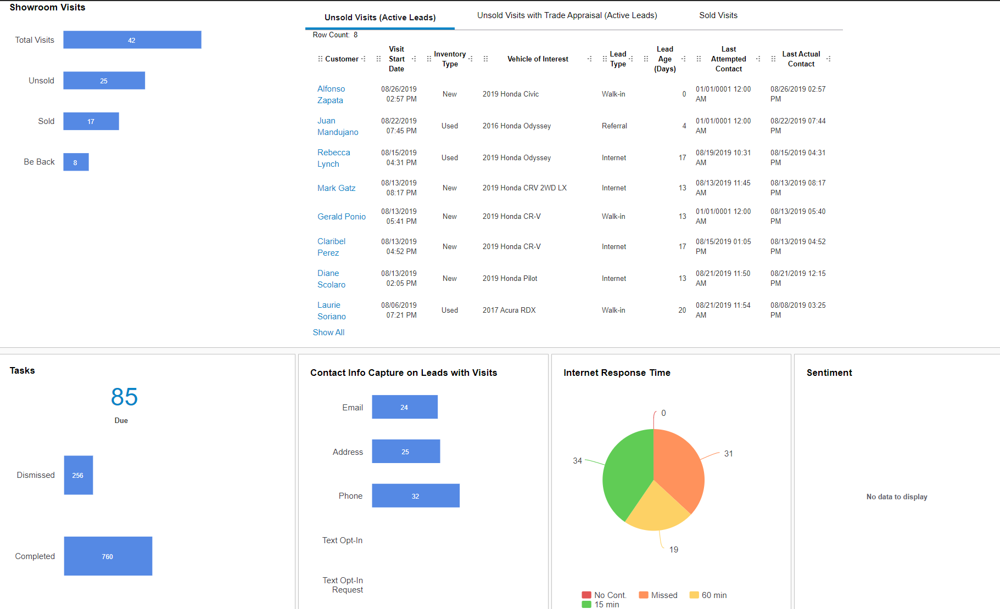 Showroom Visits
Total Visits
42
Unsold
25
Sold
17
Be Back
8
Unsold Visits (Active Leads)
Unsold Visits with Trade Appraisal (Active Leads)
Sold Visits
Row Count: 8
Customer
Visit
Start
Date
Inventory
Type
Vehicle of Interest
Lead
Type
Lead
Age
(Days)
Last
Attempted
Contact
Last Actual
Contact
Alfonso
Zapata
08/26/2019
02:57 PM
New
2019 Honda Civic
Walk-in
0
01/01/0001 12:00
AM
08/26/2019 02:57
PM
Juan
Mandujano
08/22/2019
07:45 PM
Used
2016 Honda Odyssey
Referral
4
01/01/0001 12:00
AM
08/22/2019 07:44
PM
Rebecca
Lynch
08/15/2019
04:31 PM
Used
2019 Honda Odyssey
Internet
17
08/19/2019 10:31
AM
08/15/2019 04:31
PM
Mark Gatz
08/13/2019
08:17 PM
New
2019 Honda CRV 2WD LX
Internet
13
08/13/2019 11:45
AM
08/13/2019 08:17
PM
Gerald Ponio
08/13/2019
05:41 PM
New
2019 Honda CR-V
Walk-in
13
01/01/0001 12:00
AM
08/13/2019 05:40
PM
Claribel
Perez
08/13/2019
04:52 PM
New
2019 Honda CR-V
Internet
17
08/15/2019 01:05
PM
08/13/2019 04:52
PM
Diane
Scolaro
08/13/2019
02:05 PM
New
2019 Honda Pilot
Internet
13
08/21/2019 11:50
AM
08/21/2019 12:15
PM
Laurie
Soriano
08/06/2019
07:21 PM
Used
2017 Acura RDX
Walk-in
20
08/21/2019 11:54
AM
08/08/2019 03:25
PM
Show All
Tasks
85
Due
Dismissed
256
Completed
760
Contact Info Capture on Leads with Visits
Email
24
Address
25
Phone
32
Text Opt-In
Text Opt-In
Request
Internet Response Time
0
31
34
19
No Cont.
Missed
60 min
15 min
Sentiment
No data to display